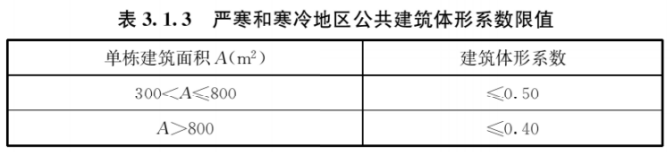 表 3.1.3 严寒和寒冷地区公共建筑体形系数限值
单栋建筑面积 A(m²) 建筑体形系数
300<A≤800 ≤0.50
A>800 ≤0.40